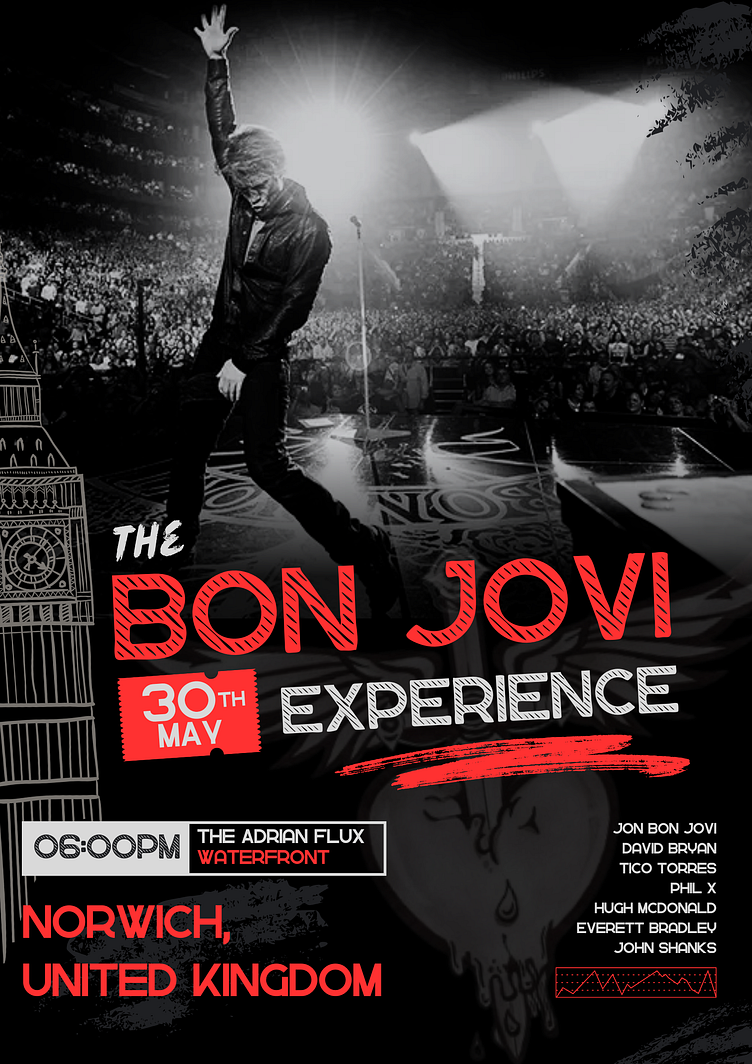 THE
BON JOVI
30TH
MAY
EXPERIENCE
06:00PM
THE ADRIAN FLUX
WATERFRONT
NORWICH,
UNITED KINGDOM
JON BON JOVI
DAVID BRYAN
TICO TORRES
PHIL X
HUGH MCDONALD
EVERETT BRADLEY
JOHN SHANKS